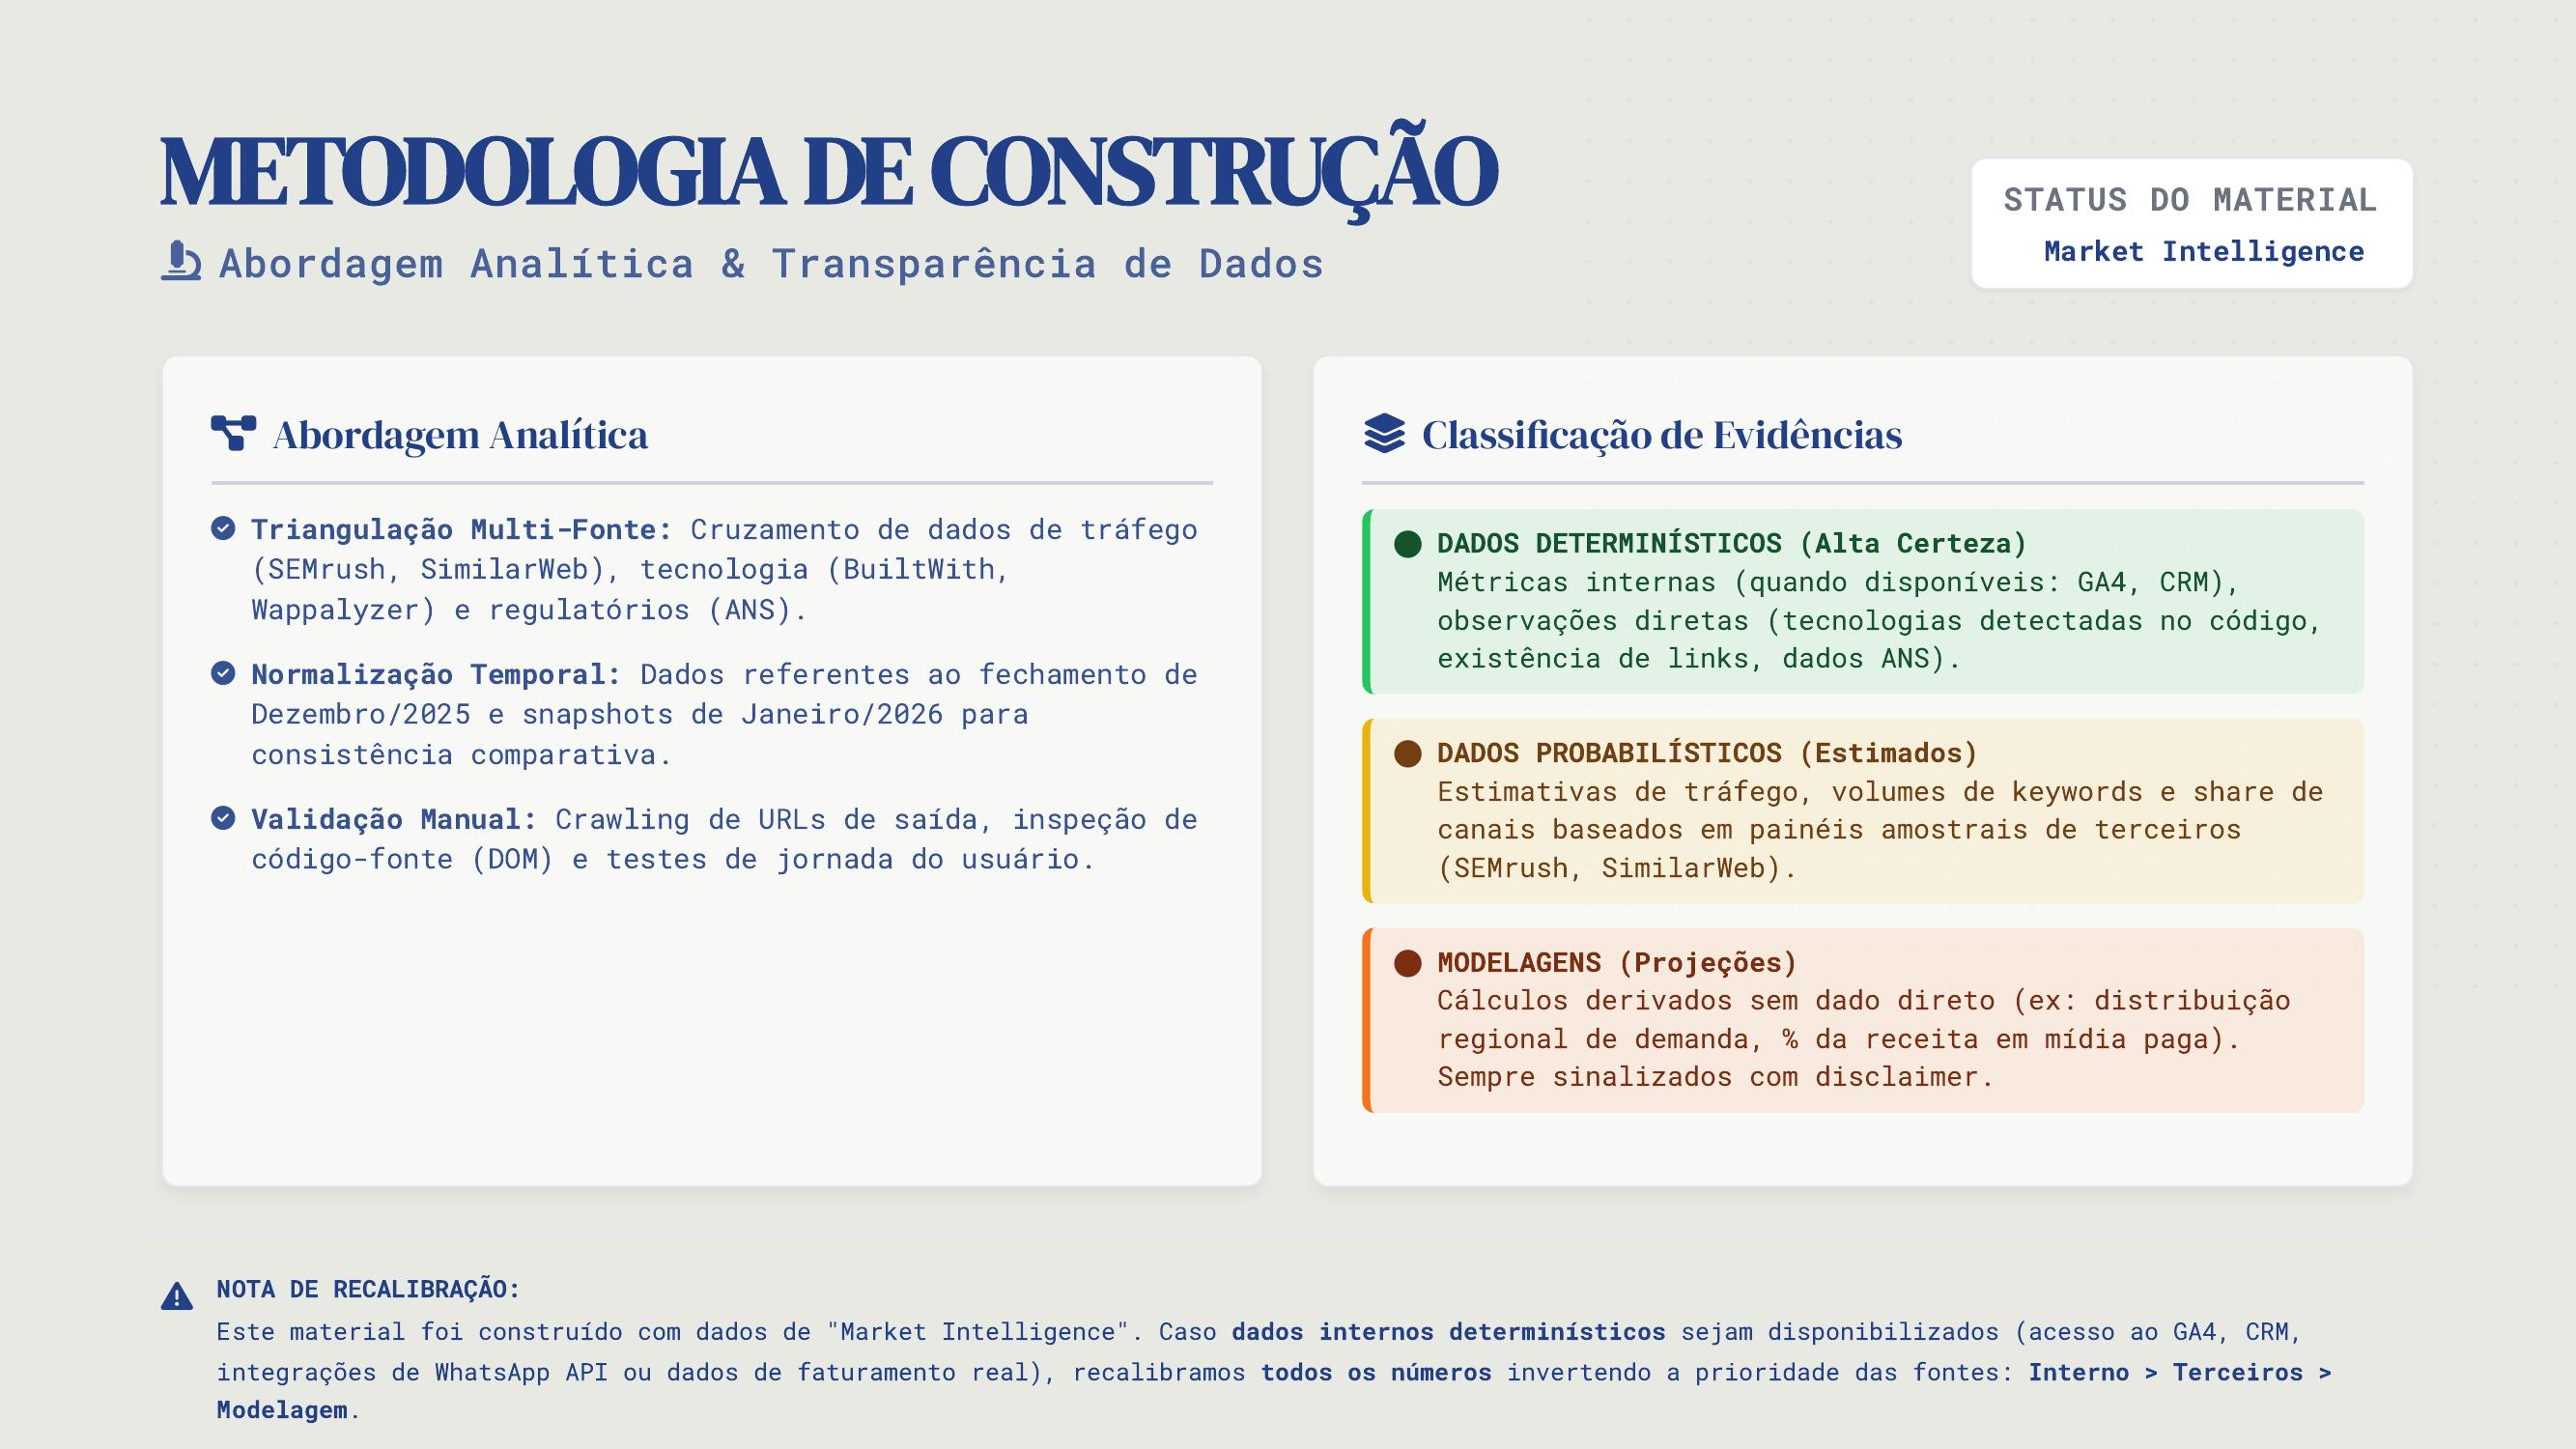 METODOLOGIA DE CONSTRUÇÃO
Abordagem Analítica & Transparência de Dados
STATUS DO MATERIAL
Market Intelligence
Abordagem Analítica
Triangulação Multi-Fonte: Cruzamento de dados de tráfego
(SEMrush, SimilarWeb), tecnologia (BuiltWith,
Wappalyzer) e regulatórios (ANS).
Normalização Temporal: Dados referentes ao fechamento de
Dezembro/2025 e snapshots de Janeiro/2026 para
consistência comparativa.
Validação Manual: Crawling de URLs de saída, inspeção de
código-fonte (DOM) e testes de jornada do usuário.
Classificação de Evidências
DADOS DETERMINÍSTICOS (Alta Certeza)
Métricas internas (quando disponíveis: GA4, CRM),
observações diretas (tecnologias detectadas no código,
existência de links, dados ANS).
DADOS PROBABILÍSTICOS (Estimados)
Estimativas de tráfego, volumes de keywords e share de
canais baseados em painéis amostrais de terceiros
(SEMrush, SimilarWeb).
MODELAGENS (Projeções)
Cálculos derivados sem dado direto (ex: distribuição
regional de demanda, % da receita em mídia paga).
Sempre sinalizados com disclaimer.
NOTA DE RECALIBRAÇÃO:
Este material foi construído com dados de "Market Intelligence". Caso dados internos determinísticos sejam disponibilizados (acesso ao GA4, CRM,
integrações de WhatsApp API ou dados de faturamento real), recalibramos todos os números invertendo a prioridade das fontes: Interno > Terceiros >
Modelagem.